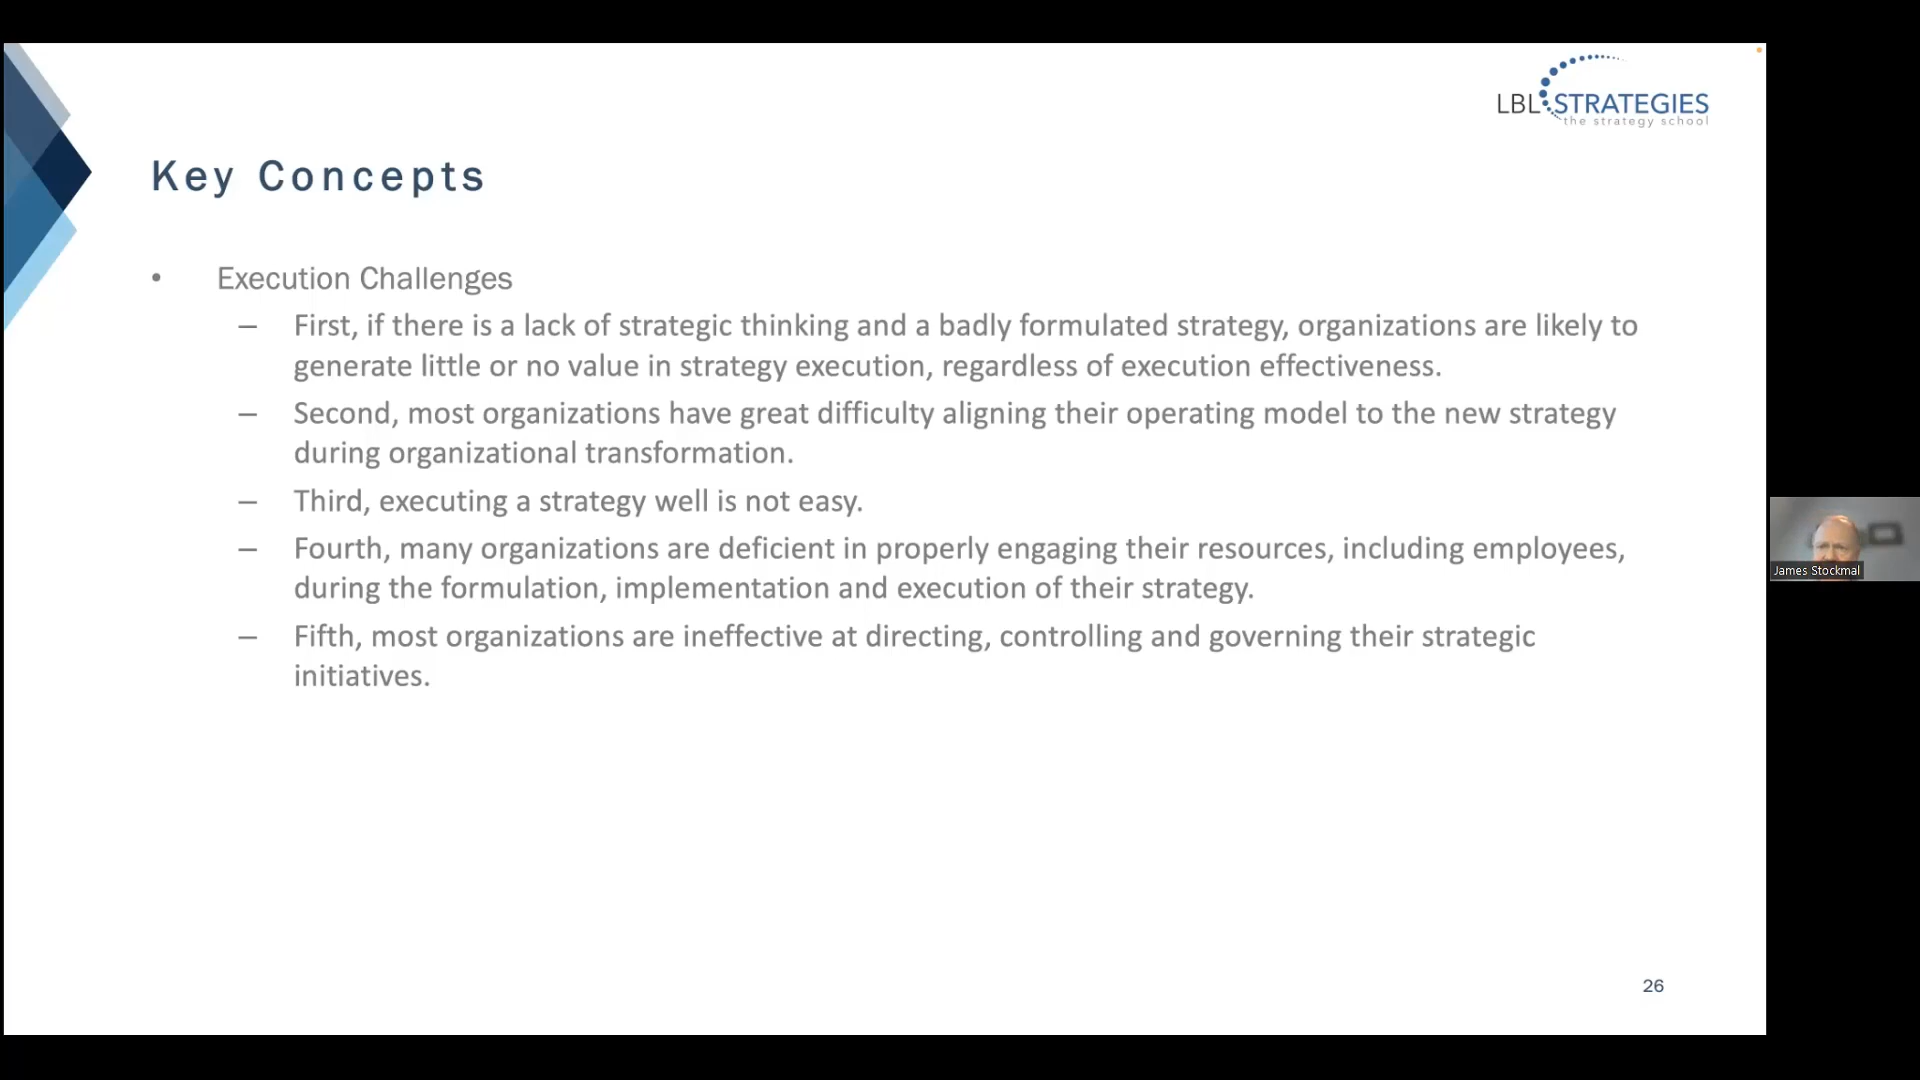 LBL STRATEGIES
the strategy school
Key Concepts
• Execution Challenges
– First, if there is a lack of strategic thinking and a badly formulated strategy, organizations are likely to
generate little or no value in strategy execution, regardless of execution effectiveness.
– Second, most organizations have great difficulty aligning their operating model to the new strategy
during organizational transformation.
– Third, executing a strategy well is not easy.
– Fourth, many organizations are deficient in properly engaging their resources, including employees,
during the formulation, implementation and execution of their strategy.
– Fifth, most organizations are ineffective at directing, controlling and governing their strategic
initiatives.
James Stockmal
26